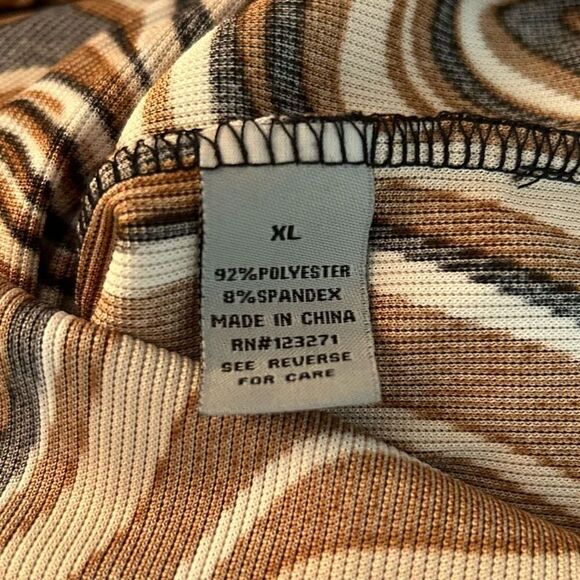 XL
92%POLYESTER
8%SPANDEX
MADE IN CHINA
RN#123271
SEE REVERSE
FOR CARE